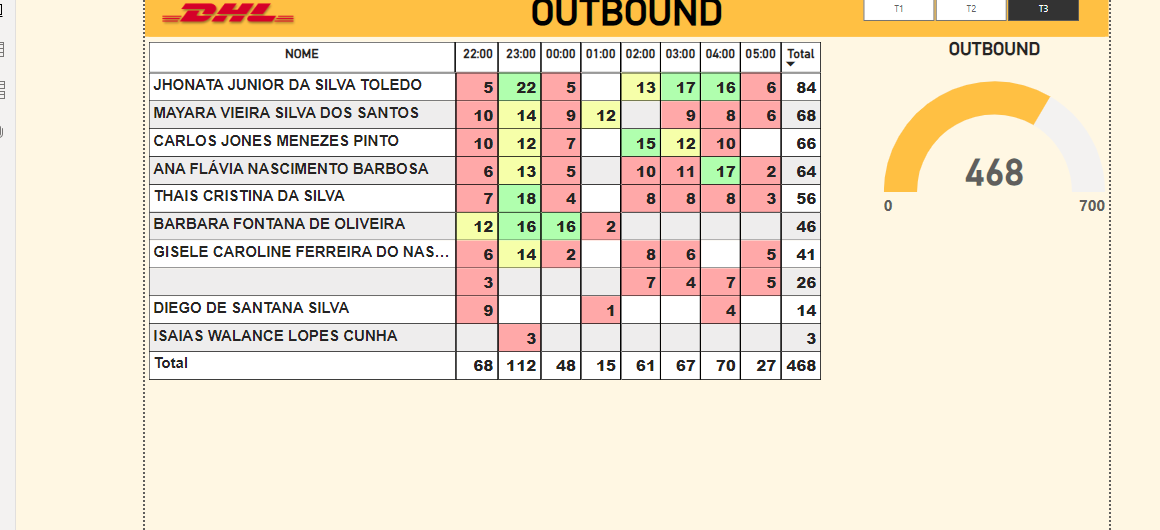 DHL OUTBOUND T1 T2 T3
NOME 22:00 23:00 00:00 01:00 02:00 03:00 04:00 05:00 Total
JHONATA JUNIOR DA SILVA TOLEDO 5 22 5 13 17 16 6 84
MAYARA VIEIRA SILVA DOS SANTOS 10 14 9 12 9 8 6 68
CARLOS JONES MENEZES PINTO 10 12 7 15 12 10 66
ANA FLÁVIA NASCIMENTO BARBOSA 6 13 5 10 11 17 2 64
THAIS CRISTINA DA SILVA 7 18 4 8 8 8 3 56
BARBARA FONTANA DE OLIVEIRA 12 16 16 2 46
GISELE CAROLINE FERREIRA DO NAS... 6 14 2 8 6 5 41
3 7 4 7 5 26
DIEGO DE SANTANA SILVA 9 1 4 14
ISAIAS WALANCE LOPES CUNHA 3 3
Total 68 112 48 15 61 67 70 27 468
OUTBOUND
468
0 700